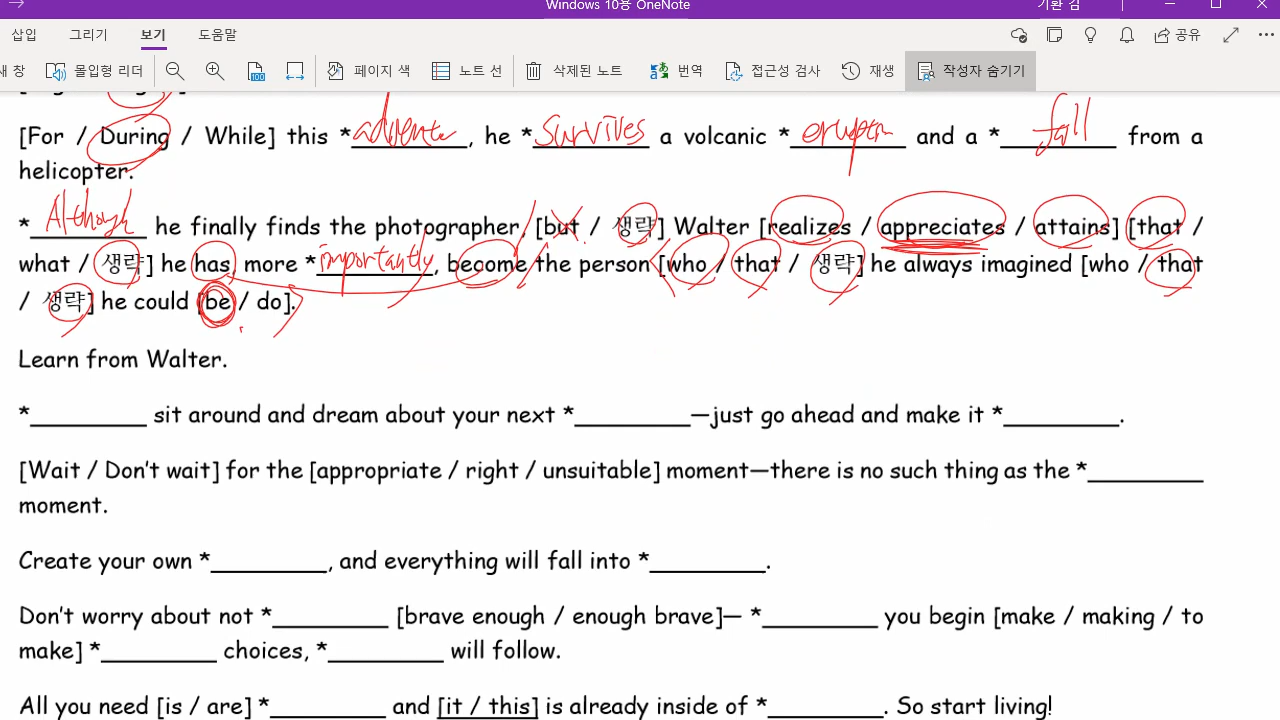 Windows 10용 OneNote
기환 김
삽입 그리기 보기 도움말
공유
새 창 몰입형 리더 페이지 색 노트 선 삭제된 노트 번역 접근성 검사 재생 작성자 숨기기
[For / During / While] this *adventure, he *survives a volcanic *eruption and a *fall from a
helicopter.
*Although he finally finds the photographer, [but / 생략] Walter [realizes / appreciates / attains] [that /
what / 생략] he has, more *importantly, become the person [who / that / 생략] he always imagined [who / that
/ 생략] he could [be / do].
Learn from Walter.
*_________ sit around and dream about your next *_________—just go ahead and make it *_________.
[Wait / Don't wait] for the [appropriate / right / unsuitable] moment—there is no such thing as the *_________
moment.
Create your own *_________, and everything will fall into *_________.
Don't worry about not *_________ [brave enough / enough brave]— *_________ you begin [make / making / to
make] *_________ choices, *_________ will follow.
All you need [is / are] *_________ and [it / this] is already inside of *_________. So start living!